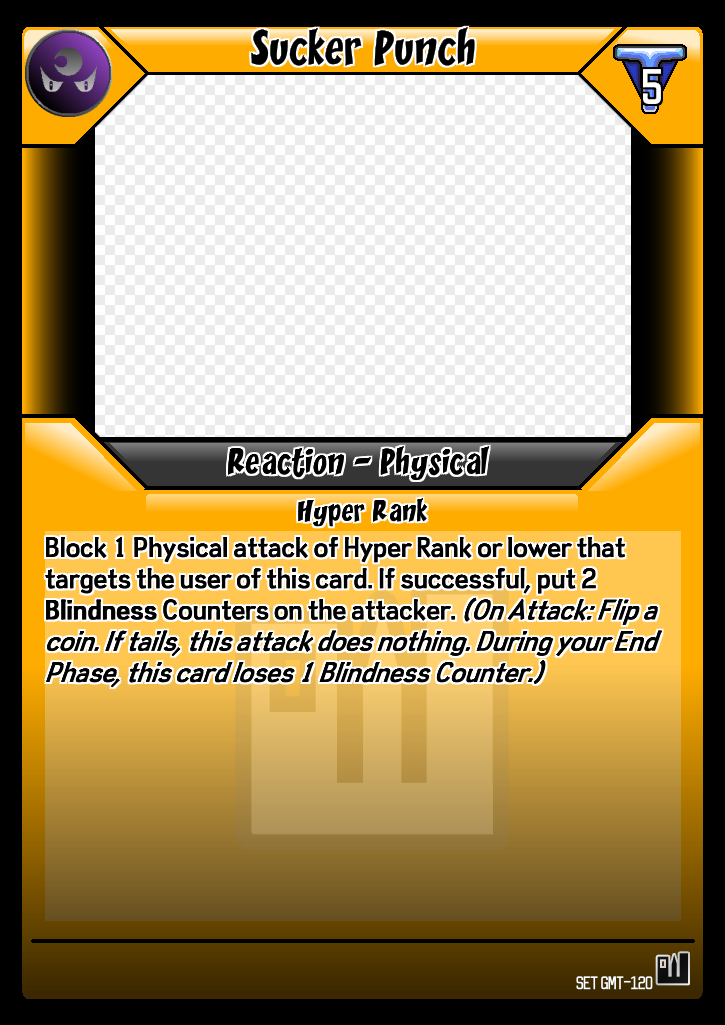 Sucker Punch
5
Reaction - Physical
Hyper Rank
Block 1 Physical attack of Hyper Rank or lower that
targets the user of this card. If successful, put 2
Blindness Counters on the attacker. (On Attack: Flip a
coin. If tails, this attack does nothing. During your End
Phase, this card loses 1 Blindness Counter.)
SET GMT-120